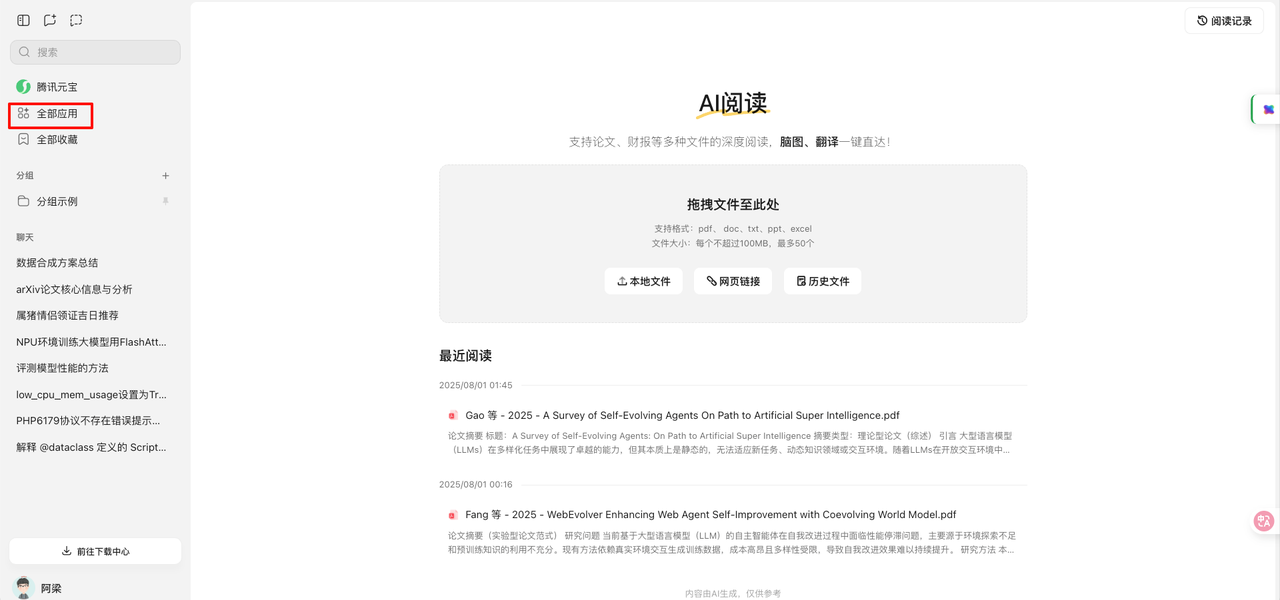 搜索
腾讯元宝
全部应用
全部收藏
分组
分组示例
聊天
数据合成方案总结
arXiv论文核心信息与分析
属猪情侣领证吉日推荐
NPU环境训练大模型用FlashAtt...
评测模型性能的方法
low_cpu_mem_usage设置为Tr...
PHP6179协议不存在错误提示...
解释 @dataclass 定义的 Script...
前往下载中心
阿梁
阅读记录
AI阅读
支持论文、财报等多种文件的深度阅读，脑图、翻译一键直达！
拖拽文件至此处
支持格式：pdf、doc、txt、ppt、excel
文件大小：每个不超过100MB，最多50个
本地文件
网页链接
历史文件
最近阅读
2025/08/01 01:45
Gao 等 - 2025 - A Survey of Self-Evolving Agents On Path to Artificial Super Intelligence.pdf
论文摘要 标题：A Survey of Self-Evolving Agents: On Path to Artificial Super Intelligence 摘要类型：理论型论文（综述） 引言 大型语言模型
（LLMs）在多样化任务中展现了卓越的能力，但其本质上是静态的，无法适应新任务、动态知识领域或交互环境。随着LLMs在开放交互环境中...
2025/08/01 00:16
Fang 等 - 2025 - WebEvolver Enhancing Web Agent Self-Improvement with Coevolving World Model.pdf
论文摘要（实验型论文范式） 研究问题 当前基于大型语言模型（LLM）的自主智能体在自我改进过程中面临性能停滞问题，主要源于环境探索不足
和预训练知识的利用不充分。现有方法依赖真实环境交互生成训练数据，成本高昂且多样性受限，导致自我改进效果难以持续提升。 研究方法 本...
内容由AI生成，仅供参考